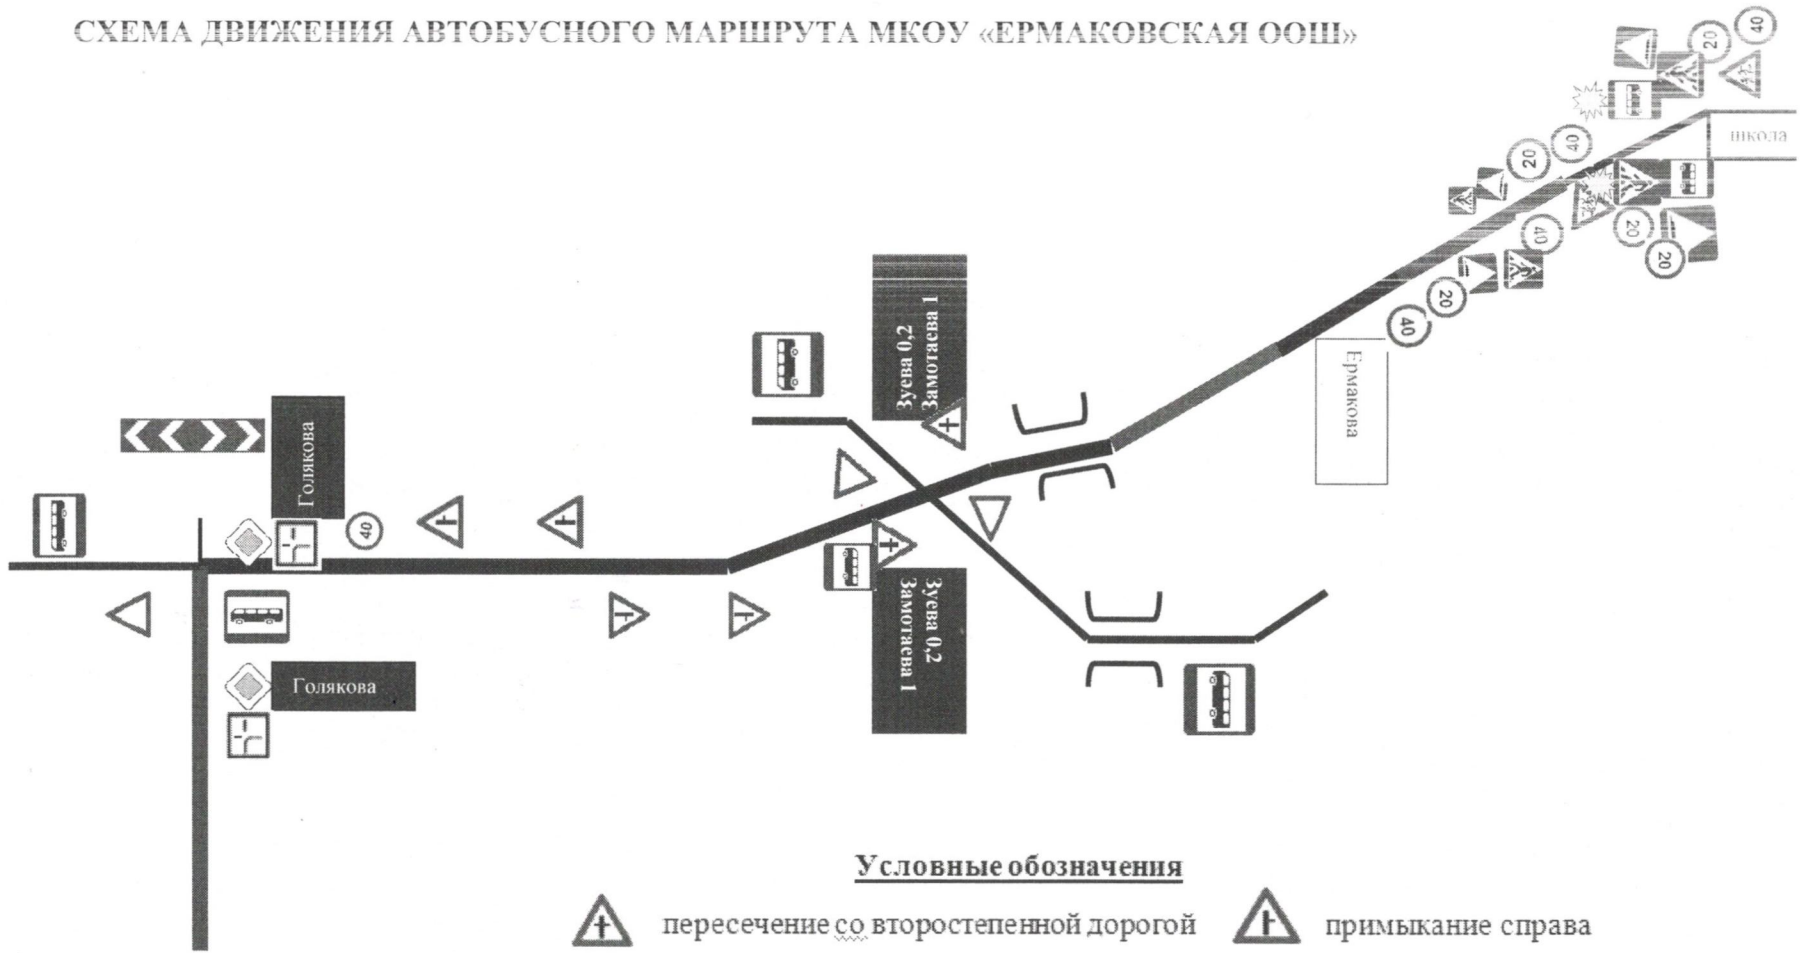 СХЕМА ДВИЖЕНИЯ АВТОБУСНОГО МАРШРУТА МКОУ «ЕРМАКОВСКАЯ ООШ»
40
20
школа
40
20
20
20
40
20
40
Ермакова
Зуева 0,2
Замотаева 1
Голякова
40
Зуева 0,2
Замотаева 1
Голякова
Условные обозначения
пересечение со второстепенной дорогой
примыкание справа